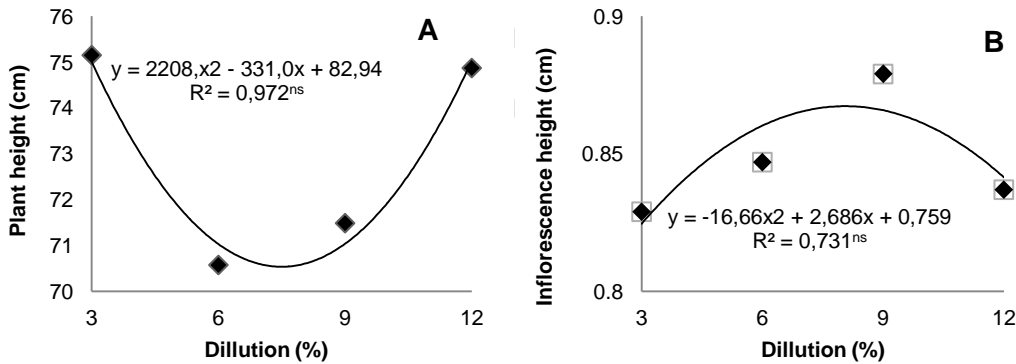 A
76
75
74
73
72
71
70
Plant height (cm)
y = 2208,x2 - 331,0x + 82,94
R² = 0,972ns
3 6 9 12
Dillution (%)
B
0.9
0.85
0.8
Inflorescence height (cm)
y = -16,66x2 + 2,686x + 0,759
R² = 0,731ns
3 6 9 12
Dillution (%)